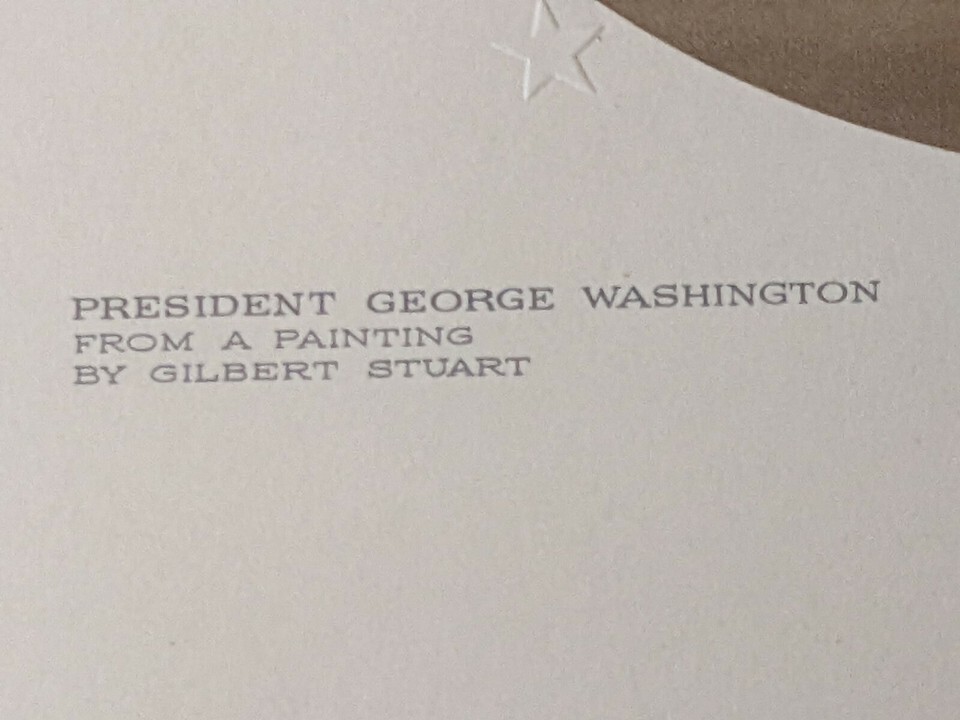 PRESIDENT GEORGE WASHINGTON
FROM A PAINTING
BY GILBERT STUART